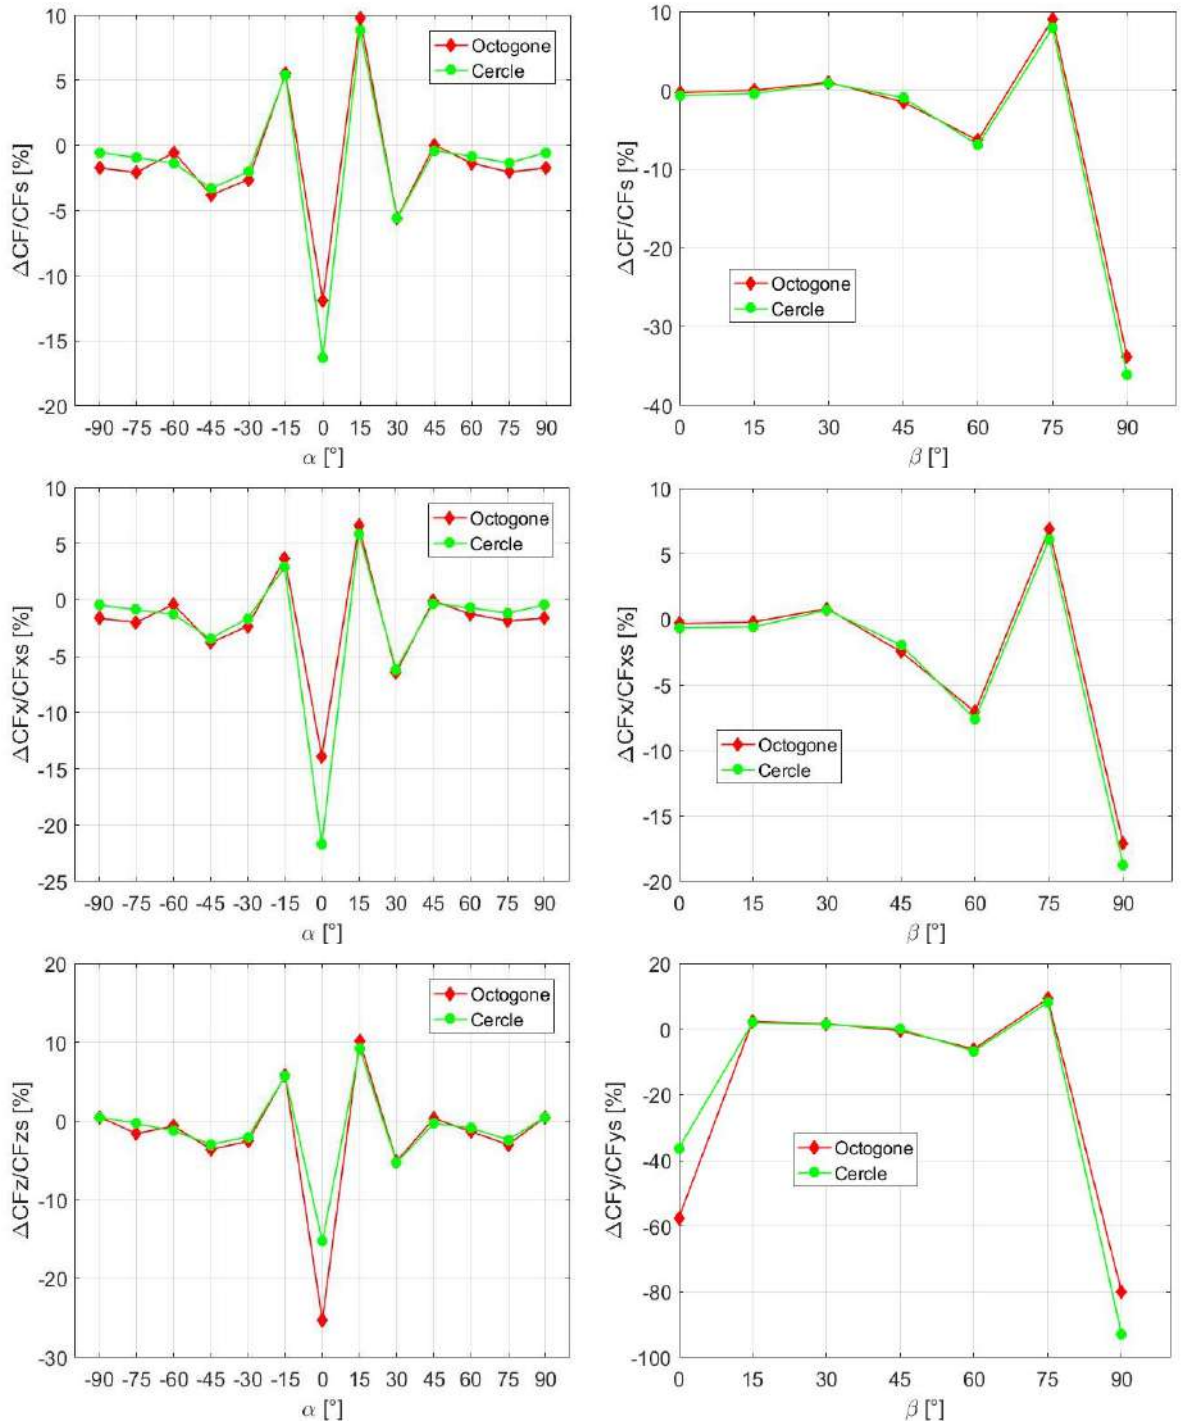 10
5
0
-5
-10
-15
-20
ΔCF/CFs [%]
Octogone
Cercle
-90 -75 -60 -45 -30 -15 0 15 30 45 60 75 90
α [°]
10
0
-10
-20
-30
-40
ΔCF/CFs [%]
Octogone
Cercle
0 15 30 45 60 75 90
β [°]
10
5
0
-5
-10
-15
-20
-25
ΔCFx/CFxs [%]
Octogone
Cercle
-90 -75 -60 -45 -30 -15 0 15 30 45 60 75 90
α [°]
10
5
0
-5
-10
-15
-20
ΔCFx/CFxs [%]
Octogone
Cercle
0 15 30 45 60 75 90
β [°]
20
10
0
-10
-20
-30
ΔCFz/CFzs [%]
Octogone
Cercle
-90 -75 -60 -45 -30 -15 0 15 30 45 60 75 90
α [°]
20
0
-20
-40
-60
-80
-100
ΔCFy/CFys [%]
Octogone
Cercle
0 15 30 45 60 75 90
β [°]